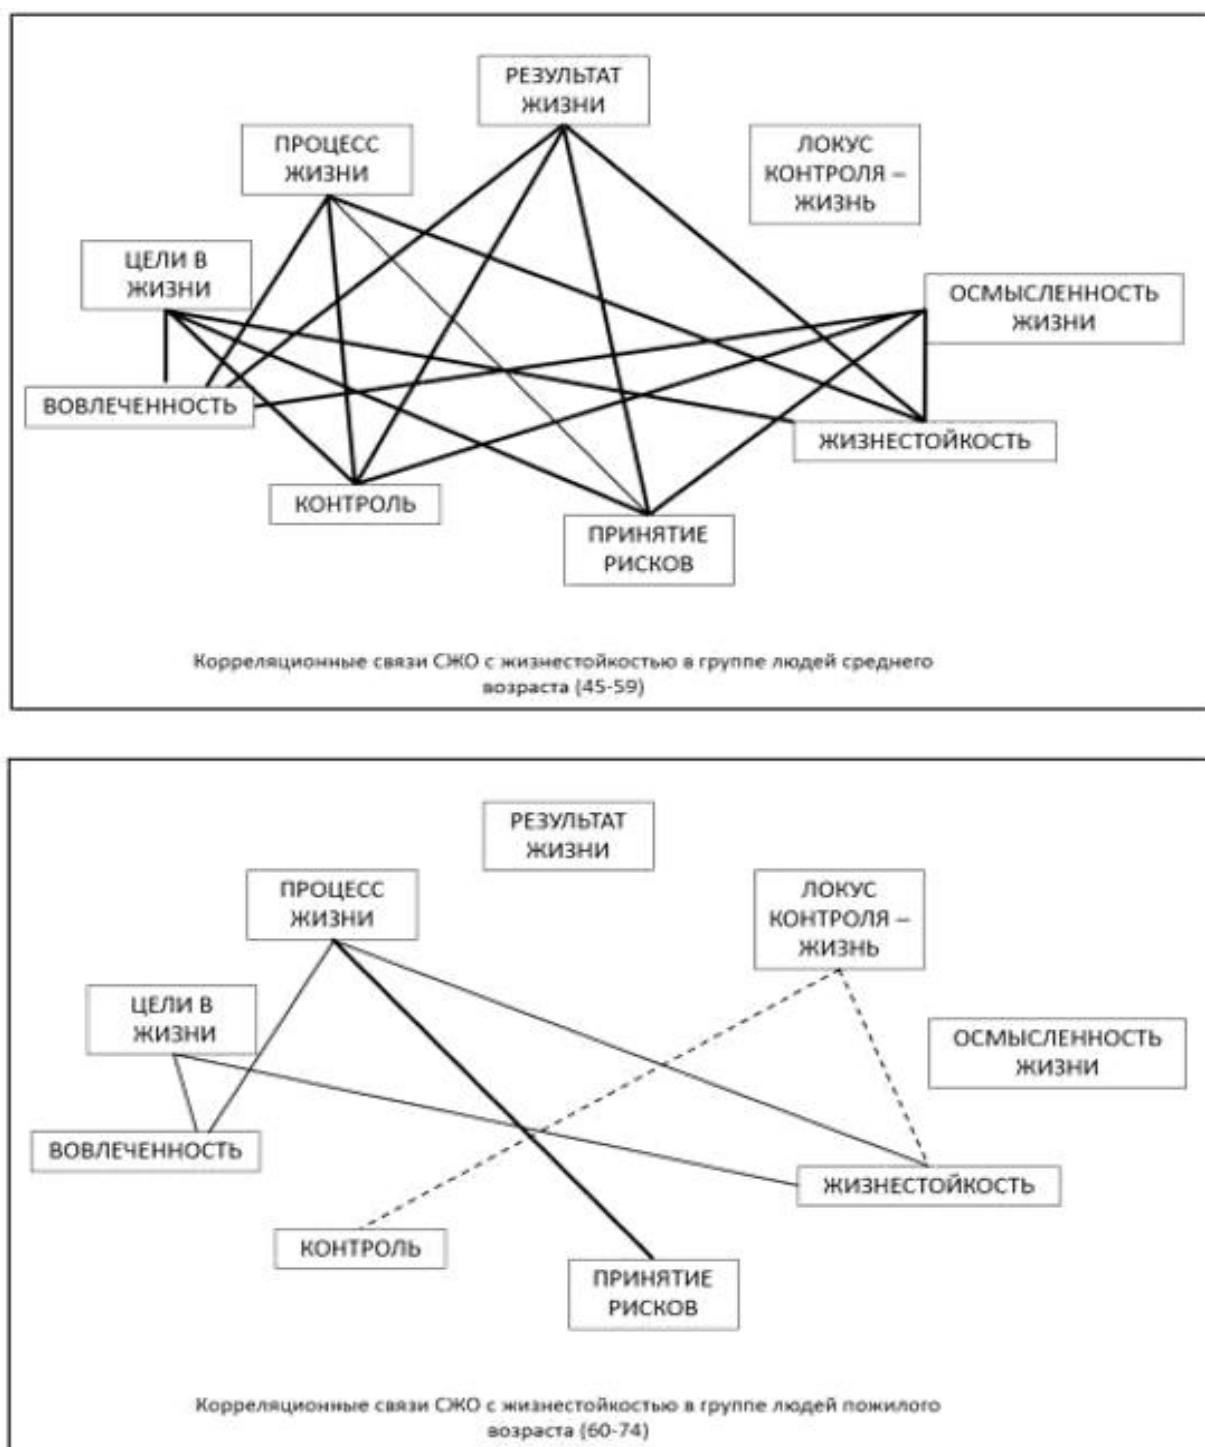 РЕЗУЛЬТАТ
ЖИЗНИ
ПРОЦЕСС
ЖИЗНИ
ЛОКУС
КОНТРОЛЯ –
ЖИЗНЬ
ЦЕЛИ В
ЖИЗНИ
ОСМЫСЛЕННОСТЬ
ЖИЗНИ
ВОВЛЕЧЕННОСТЬ
ЖИЗНЕСТОЙКОСТЬ
КОНТРОЛЬ
ПРИНЯТИЕ
РИСКОВ
Корреляционные связи СЖО с жизнестойкостью в группе людей среднего
возраста (45-59)
РЕЗУЛЬТАТ
ЖИЗНИ
ПРОЦЕСС
ЖИЗНИ
ЛОКУС
КОНТРОЛЯ –
ЖИЗНЬ
ЦЕЛИ В
ЖИЗНИ
ОСМЫСЛЕННОСТЬ
ЖИЗНИ
ВОВЛЕЧЕННОСТЬ
ЖИЗНЕСТОЙКОСТЬ
КОНТРОЛЬ
ПРИНЯТИЕ
РИСКОВ
Корреляционные связи СЖО с жизнестойкостью в группе людей пожилого
возраста (60-74)